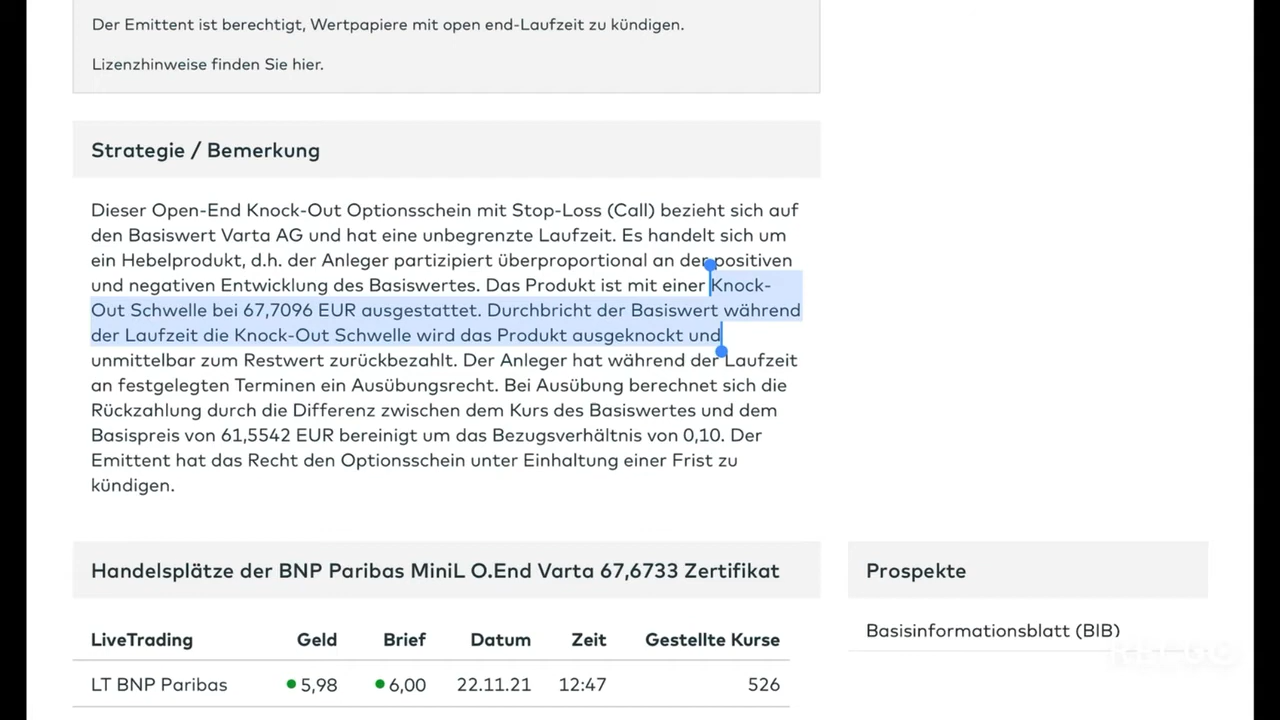 Der Emittent ist berechtigt, Wertpapiere mit open end-Laufzeit zu kündigen.
Lizenzhinweise finden Sie hier.
Strategie / Bemerkung
Dieser Open-End Knock-Out Optionsschein mit Stop-Loss (Call) bezieht sich auf
den Basiswert Varta AG und hat eine unbegrenzte Laufzeit. Es handelt sich um
ein Hebelprodukt, d.h. der Anleger partizipiert überproportional an der positiven
und negativen Entwicklung des Basiswertes. Das Produkt ist mit einer Knock-
Out Schwelle bei 67,7096 EUR ausgestattet. Durchbricht der Basiswert während
der Laufzeit die Knock-Out Schwelle wird das Produkt ausgeknockt und
unmittelbar zum Restwert zurückbezahlt. Der Anleger hat während der Laufzeit
an festgelegten Terminen ein Ausübungsrecht. Bei Ausübung berechnet sich die
Rückzahlung durch die Differenz zwischen dem Kurs des Basiswertes und dem
Basispreis von 61,5542 EUR bereinigt um das Bezugsverhältnis von 0,10. Der
Emittent hat das Recht den Optionsschein unter Einhaltung einer Frist zu
kündigen.
Handelsplätze der BNP Paribas MiniL O.End Varta 67,6733 Zertifikat
LiveTrading Geld Brief Datum Zeit Gestellte Kurse
LT BNP Paribas 5,98 6,00 22.11.21 12:47 526
Prospekte
Basisinformationsblatt (BIB)